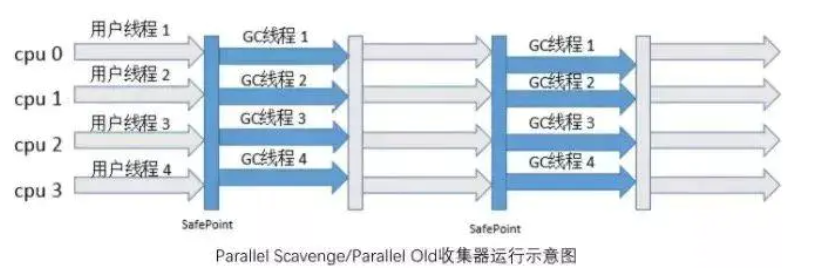 用户线程 1
GC线程 1
GC线程 1
cpu 0
用户线程 2
GC线程 2
GC线程 2
cpu 1
用户线程 3
GC线程 3
GC线程 3
cpu 2
用户线程 4
GC线程 4
GC线程 4
cpu 3
SafePoint
SafePoint
Parallel Scavenge/Parallel Old收集器运行示意图